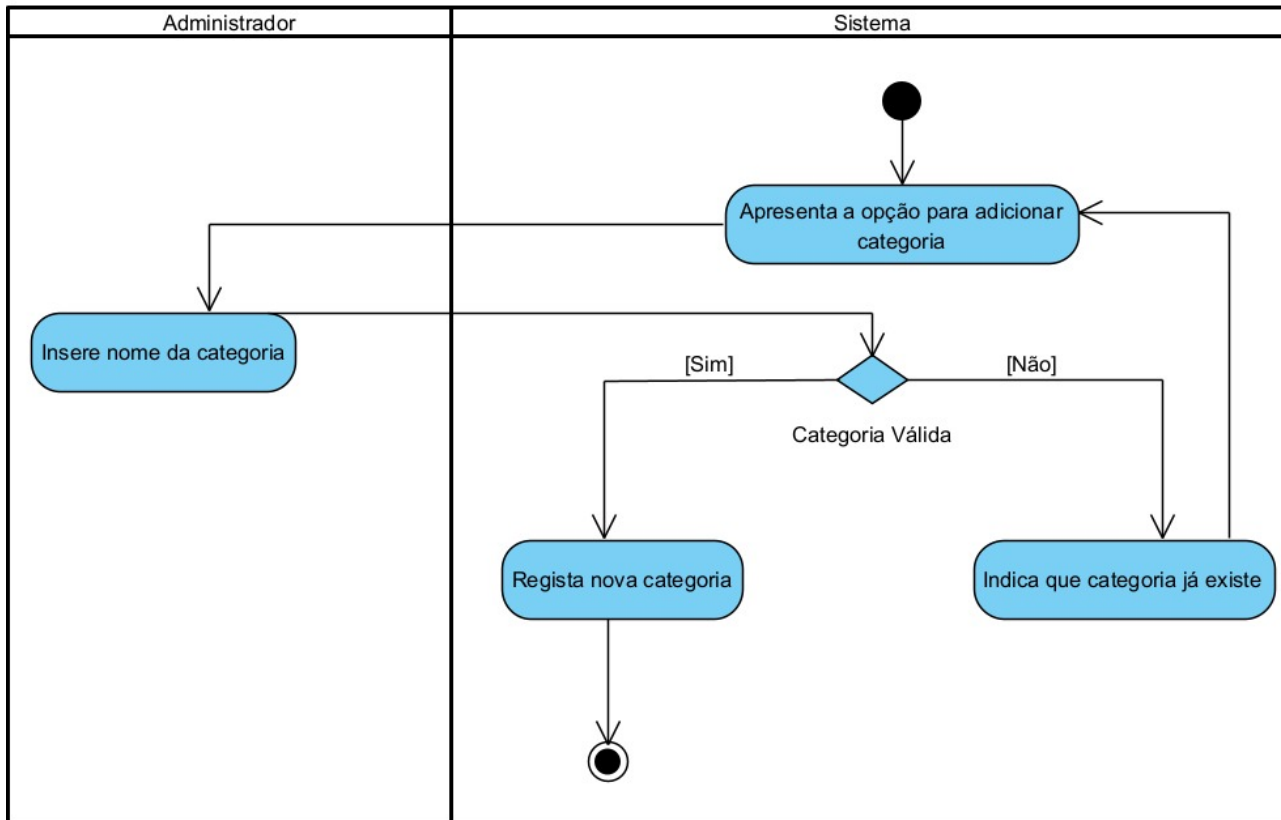 Administrador
Sistema
Apresenta a opção para adicionar
categoria
Insere nome da categoria
[Sim]
[Não]
Categoria Válida
Regista nova categoria
Indica que categoria já existe